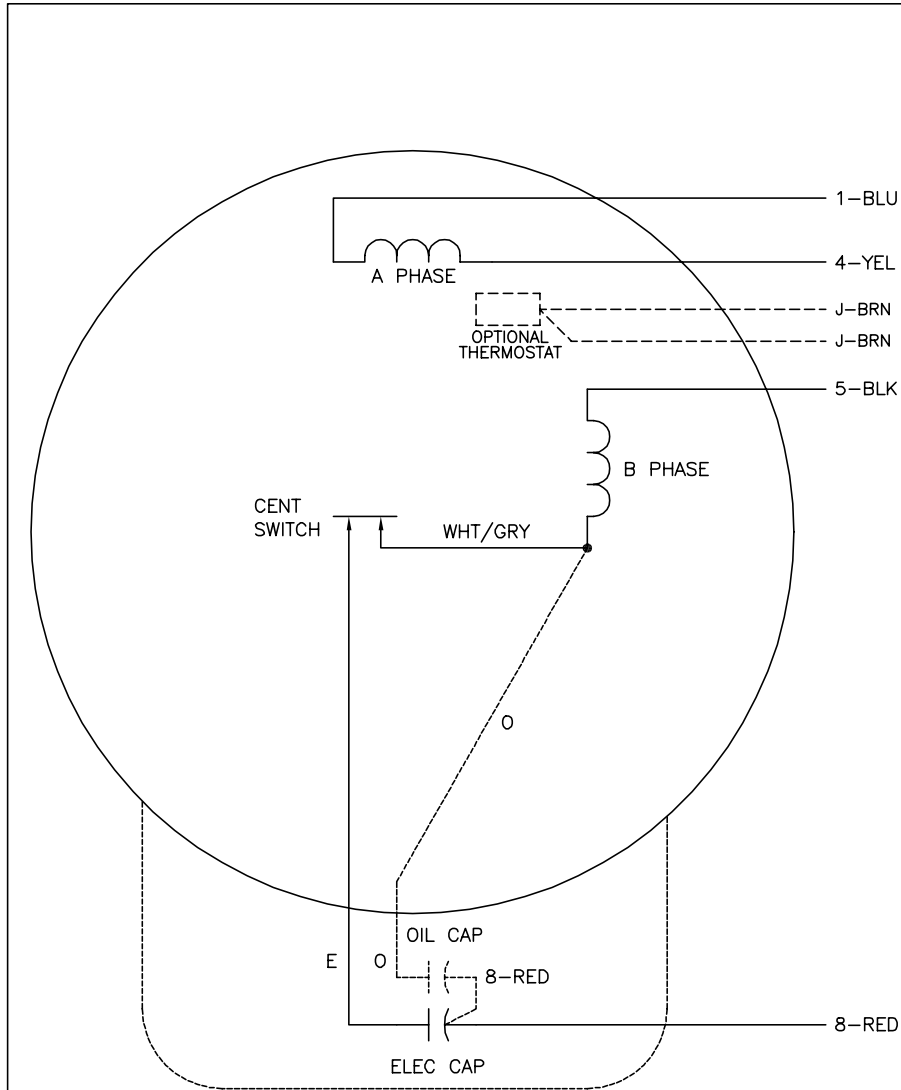 1-BLU
4-YEL
A PHASE
J-BRN
OPTIONAL
THERMOSTAT
J-BRN
5-BLK
B PHASE
CENT
SWITCH
WHT/GRY
O
OIL CAP
E
O
8-RED
8-RED
ELEC CAP